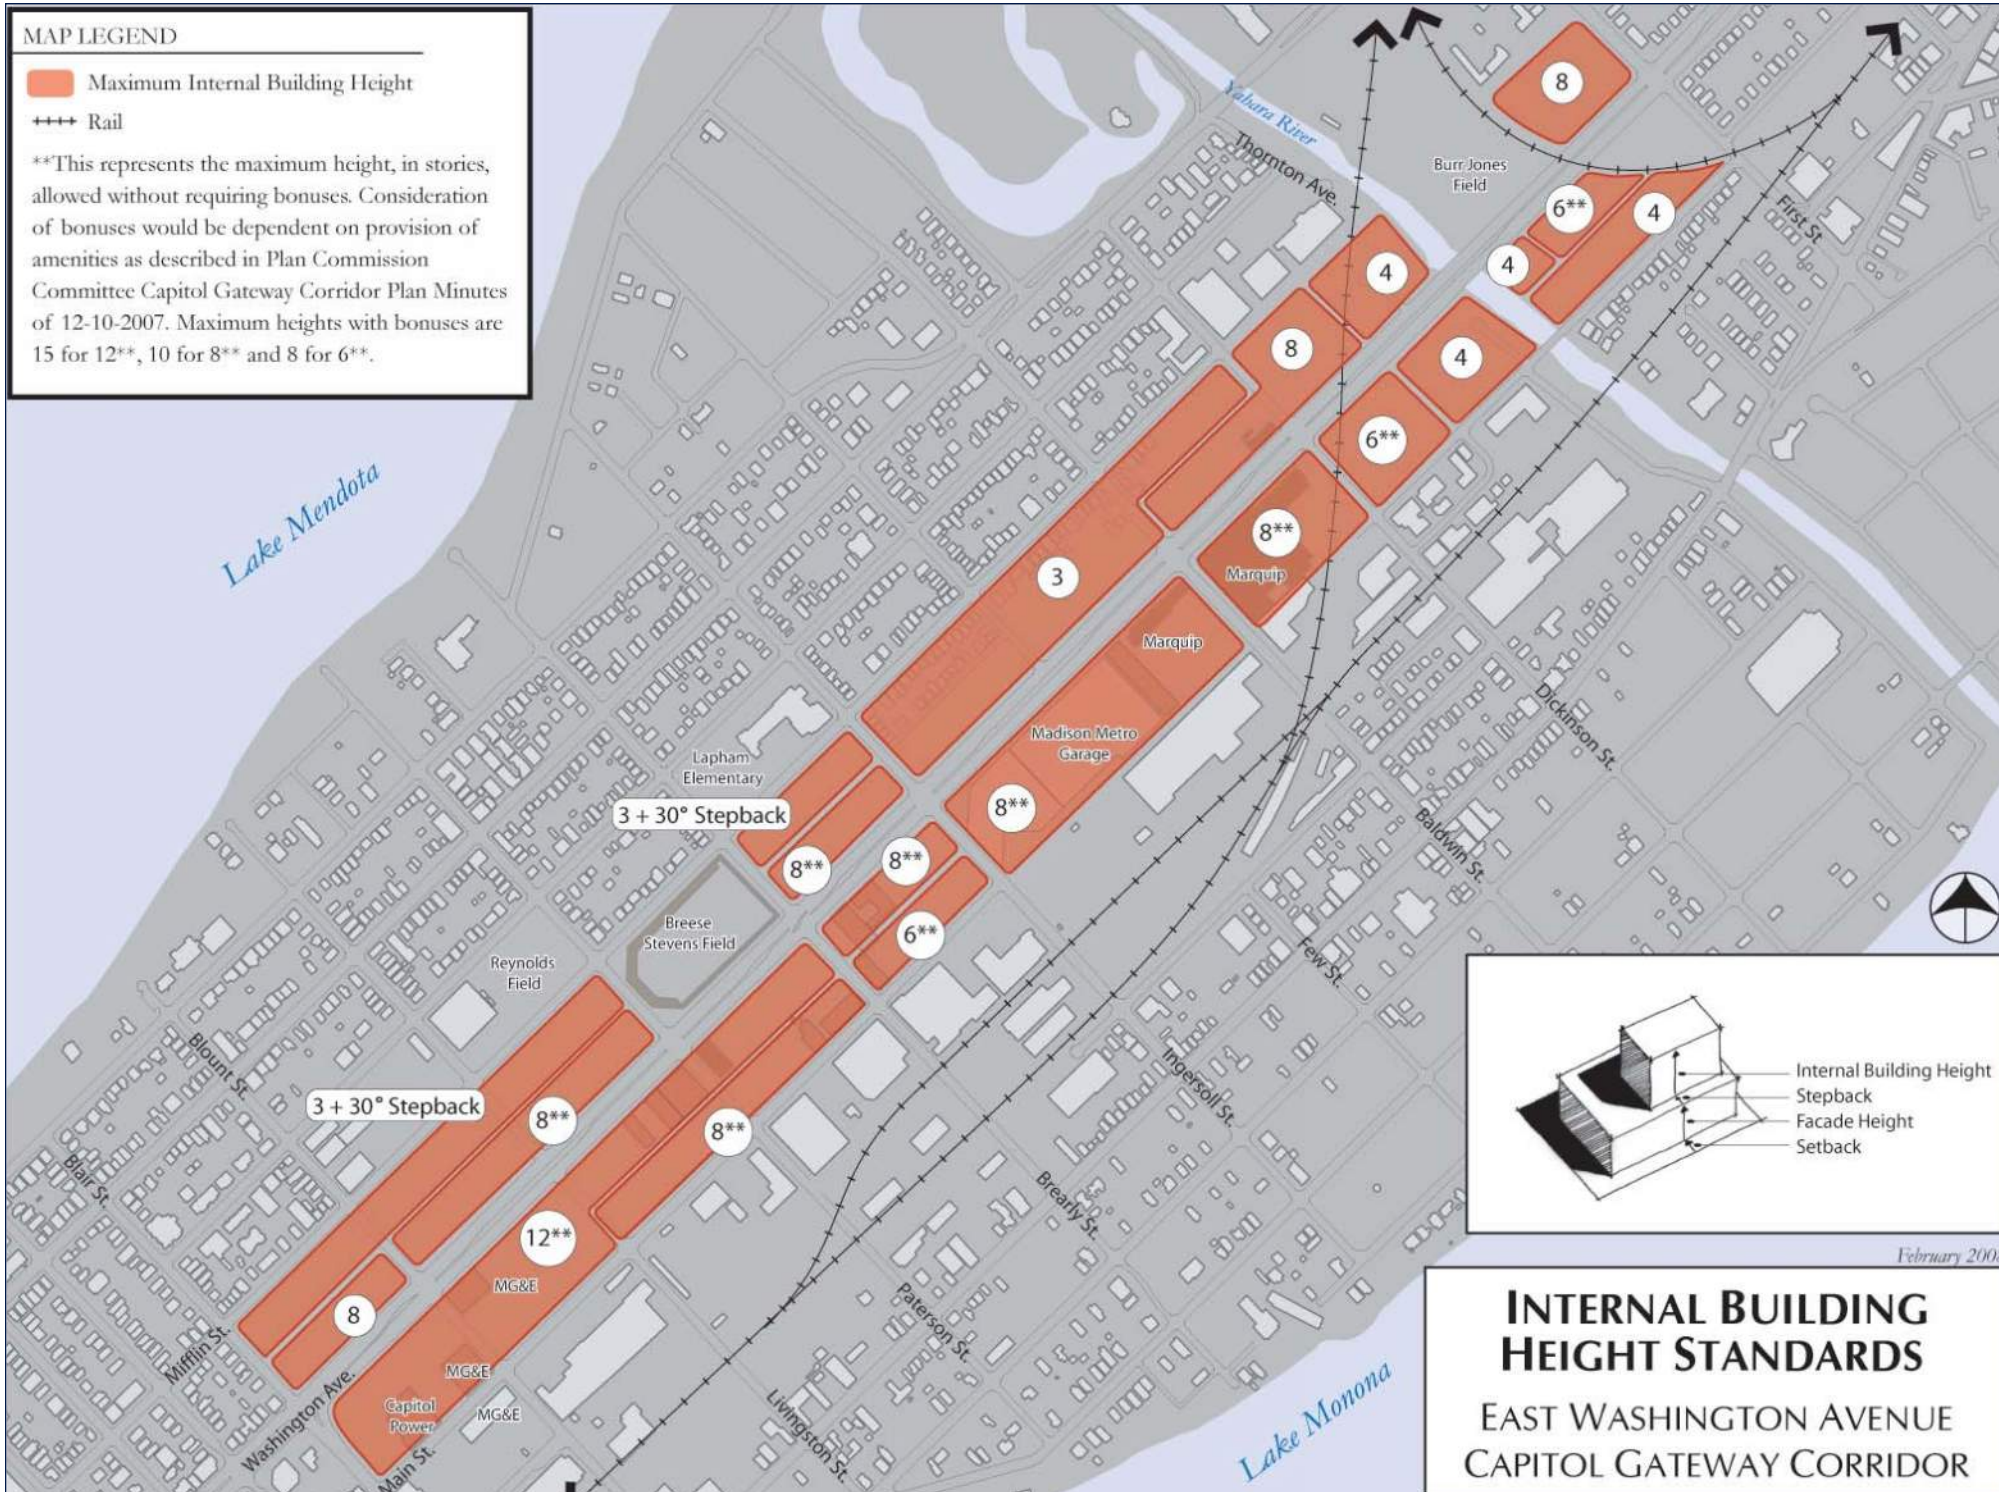 MAP LEGEND
Maximum Internal Building Height
Rail
**This represents the maximum height, in stories,
allowed without requiring bonuses. Consideration
of bonuses would be dependent on provision of
amenities as described in Plan Commission
Committee Capitol Gateway Corridor Plan Minutes
of 12-10-2007. Maximum heights with bonuses are
15 for 12**, 10 for 8** and 8 for 6**.
8
Yahara River
Thornton Ave.
Burr Jones
Field
6**
4
First St
4
4
8
4
6**
Lake Mendota
8**
Marquip
3
Marquip
Dickinson St.
Madison Metro
Garage
Lapham
Elementary
3 + 30° Stepback
8**
8**
8**
Baldwin St.
Breese
Stevens Field
6**
Few St.
Reynolds
Field
Blount St.
3 + 30° Stepback
8**
8**
Ingersoll St.
Blair St.
Brearly St.
12**
MG&E
Paterson St.
8
Mifflin St.
MG&E
Capitol
Power
MG&E
Washington Ave.
Main St.
Livingston St.
Lake Monona
Internal Building Height
Stepback
Facade Height
Setback
February
INTERNAL BUILDING
HEIGHT STANDARDS
EAST WASHINGTON AVENUE
CAPITOL GATEWAY CORRIDOR